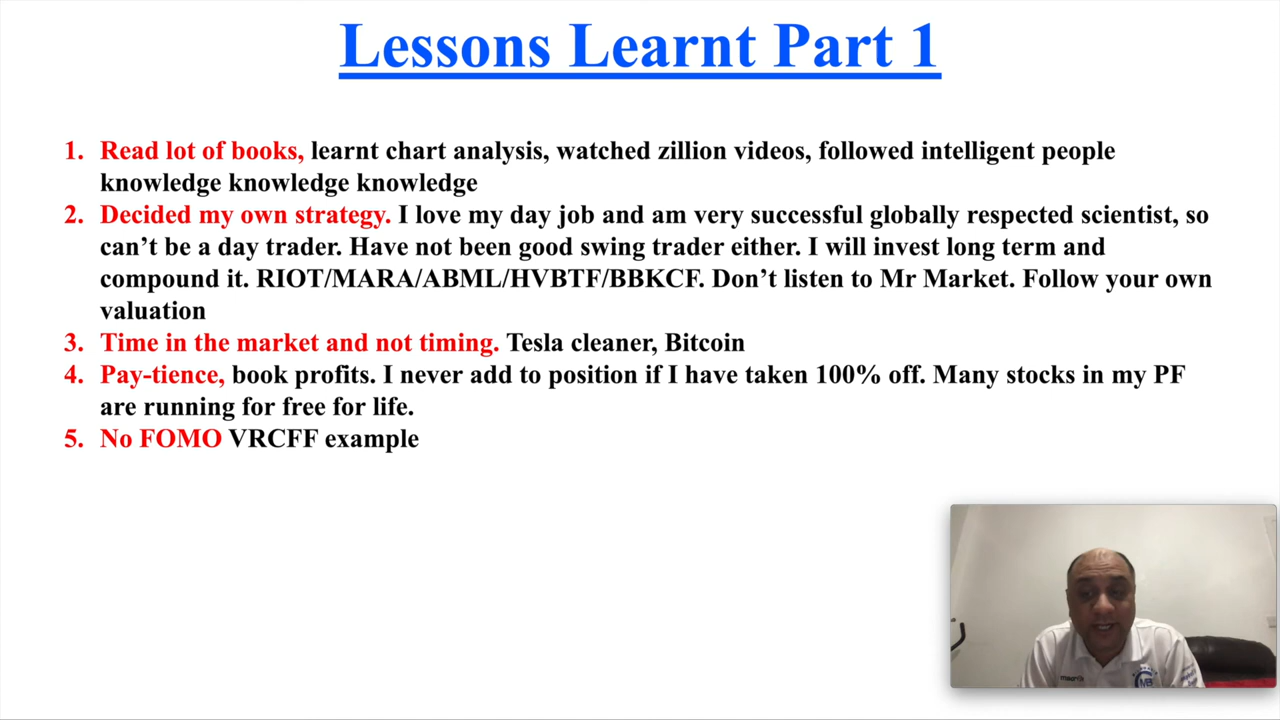 Lessons Learnt Part 1
1. Read lot of books, learnt chart analysis, watched zillion videos, followed intelligent people
knowledge knowledge knowledge
2. Decided my own strategy. I love my day job and am very successful globally respected scientist, so
can’t be a day trader. Have not been good swing trader either. I will invest long term and
compound it. RIOT/MARA/ABML/HVBTF/BBKCF. Don’t listen to Mr Market. Follow your own
valuation
3. Time in the market and not timing. Tesla cleaner, Bitcoin
4. Pay-tience, book profits. I never add to position if I have taken 100% off. Many stocks in my PF
are running for free for life.
5. No FOMO VRCFF example